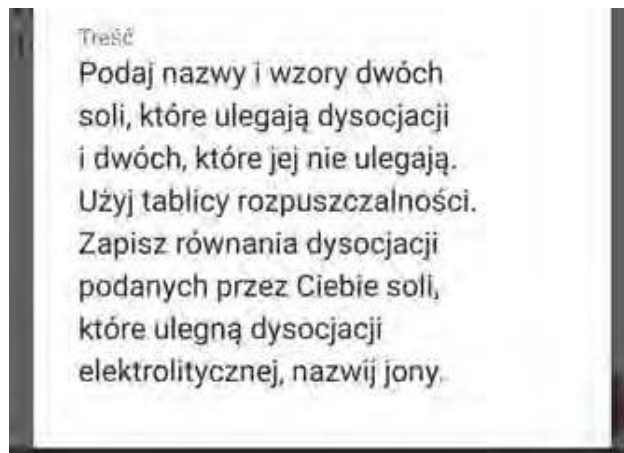 Treść
Podaj nazwy i wzory dwóch
soli, które ulegają dysocjacji
i dwóch, które jej nie ulegają.
Użyj tablicy rozpuszczalności.
Zapisz równania dysocjacji
podanych przez Ciebie soli,
które ulegną dysocjacji
elektrolitycznej, nazwij jony.